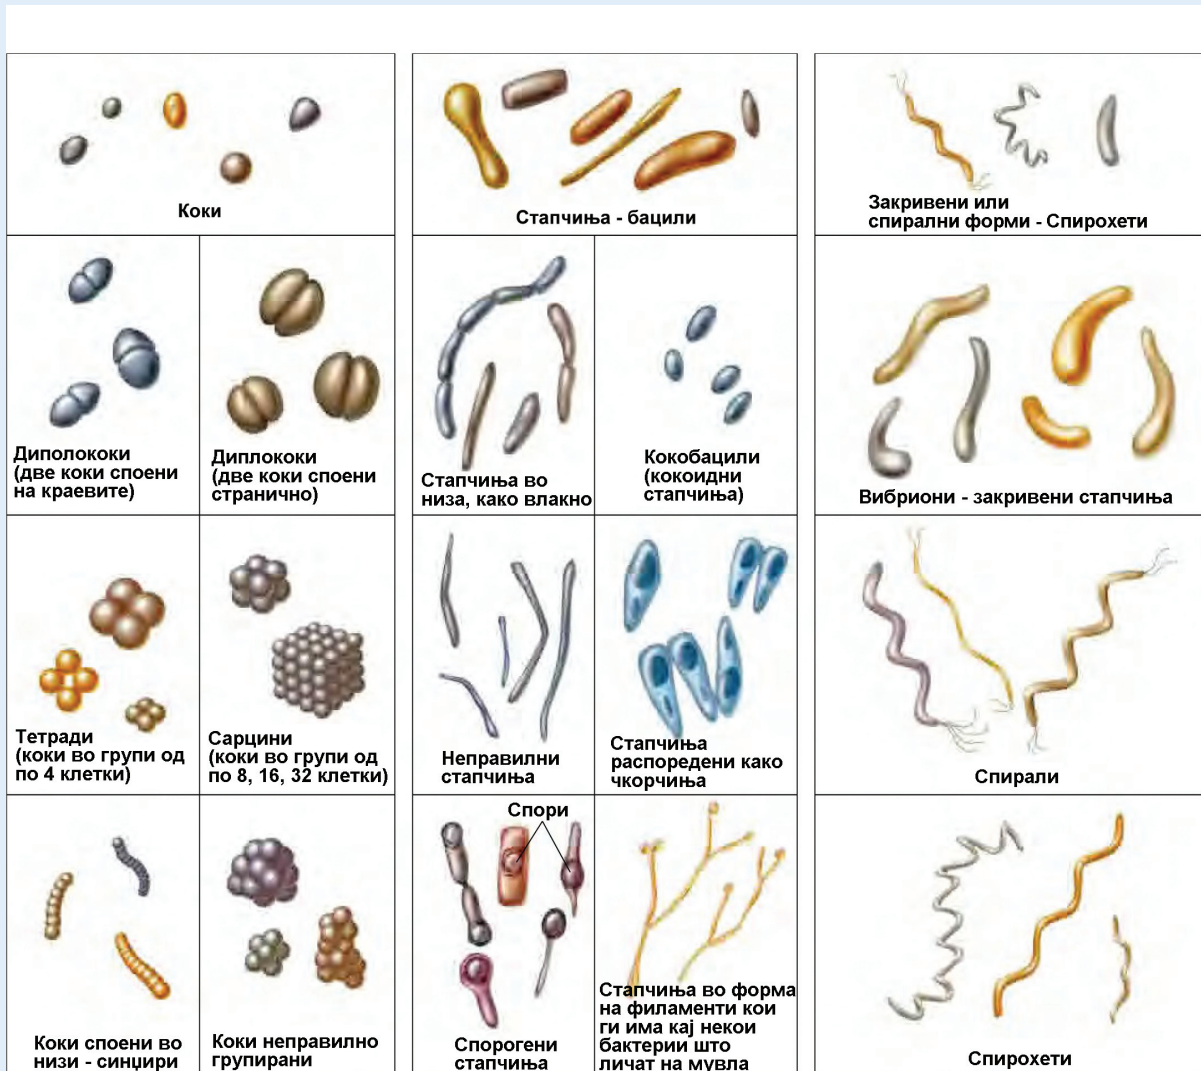 Коки
Стапчиња - бацили
Закривени или
спирални форми - Спирохети
Диполококи
(две коки споени
на краевите)
Диплококи
(две коки споени
странично)
Стапчиња во
низа, како влакно
Кокобацили
(кокоидни
стапчиња)
Вибриони - закривени стапчиња
Тетради
(коки во групи од
по 4 клетки)
Сарцини
(коки во групи од
по 8, 16, 32 клетки)
Неправилни
стапчиња
Стапчиња
распоредени како
чкорчиња
Спирали
Коки споени во
низи - синџири
Коки неправилно
групирани
Спори
Спорогени
стапчиња
Стапчиња во форма
на филаменти кои
ги има кај некои
бактерии што
личат на мувла
Спирохети